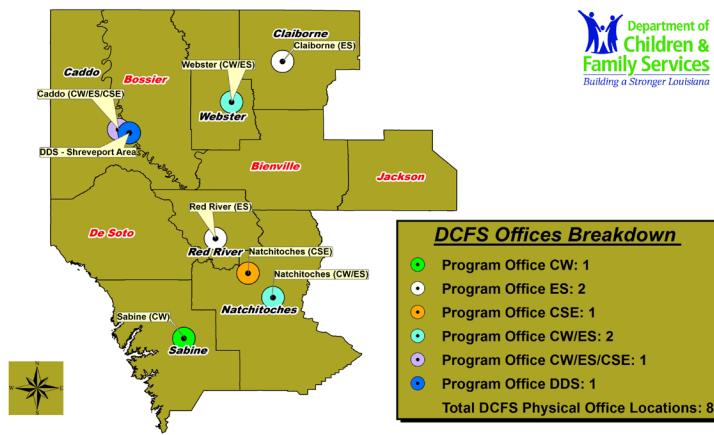 Department of
Children &
Family Services
Building a Stronger Louisiana
Claiborne
Claiborne (ES)
Webster (CW/ES)
Caddo
Bossier
Caddo (CW/ES/CSE)
Webster
DDS - Shreveport Area
Bienville
Jackson
Red River (ES)
De Soto
Red River
Natchitoches (CSE)
Natchitoches (CW/ES)
Natchitoches
Sabine (CW)
Sabine
N
W
E
S
DCFS Offices Breakdown
Program Office CW: 1
Program Office ES: 2
Program Office CSE: 1
Program Office CW/ES: 2
Program Office CW/ES/CSE: 1
Program Office DDS: 1
Total DCFS Physical Office Locations: 8